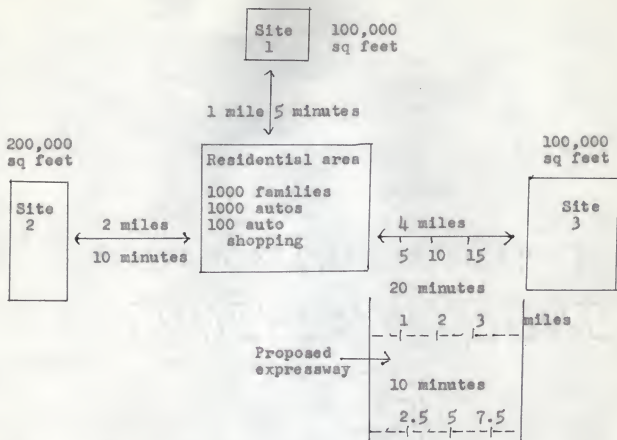 Site
1
100,000
sq feet
1 mile 5 minutes
200,000
sq feet
Site
2
2 miles
10 minutes
Residential area
1000 families
1000 autos
100 auto
shopping
4 miles
5 10 15
20 minutes
100,000
sq feet
Site
3
1 2 3 miles
Proposed
expressway
10 minutes
2.5 5 7.5